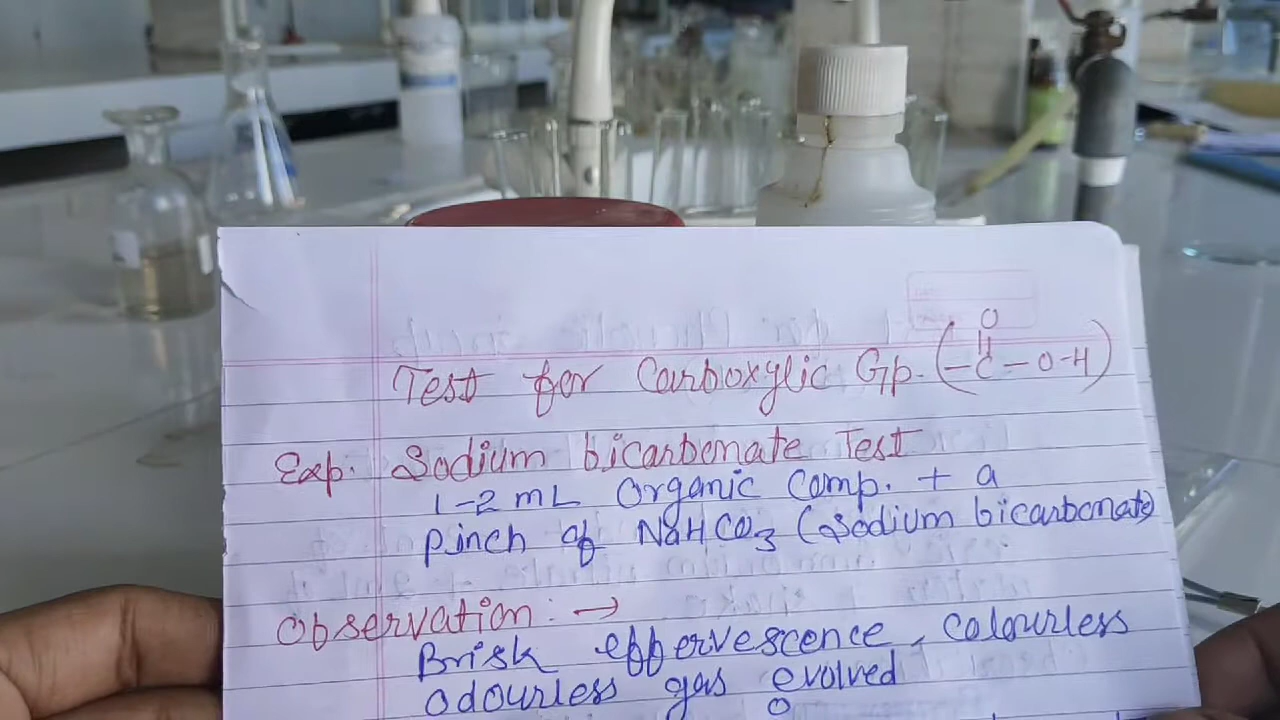 Test for Carboxylic Gp. (-C-O-H)
O
Exp. Sodium bicarbonate Test
1-2 mL Organic Comp. + a
pinch of NaHCO3 (Sodium bicarbonate)
Observation: →
Brisk effervescence, colourless
odourless gas evolved
O